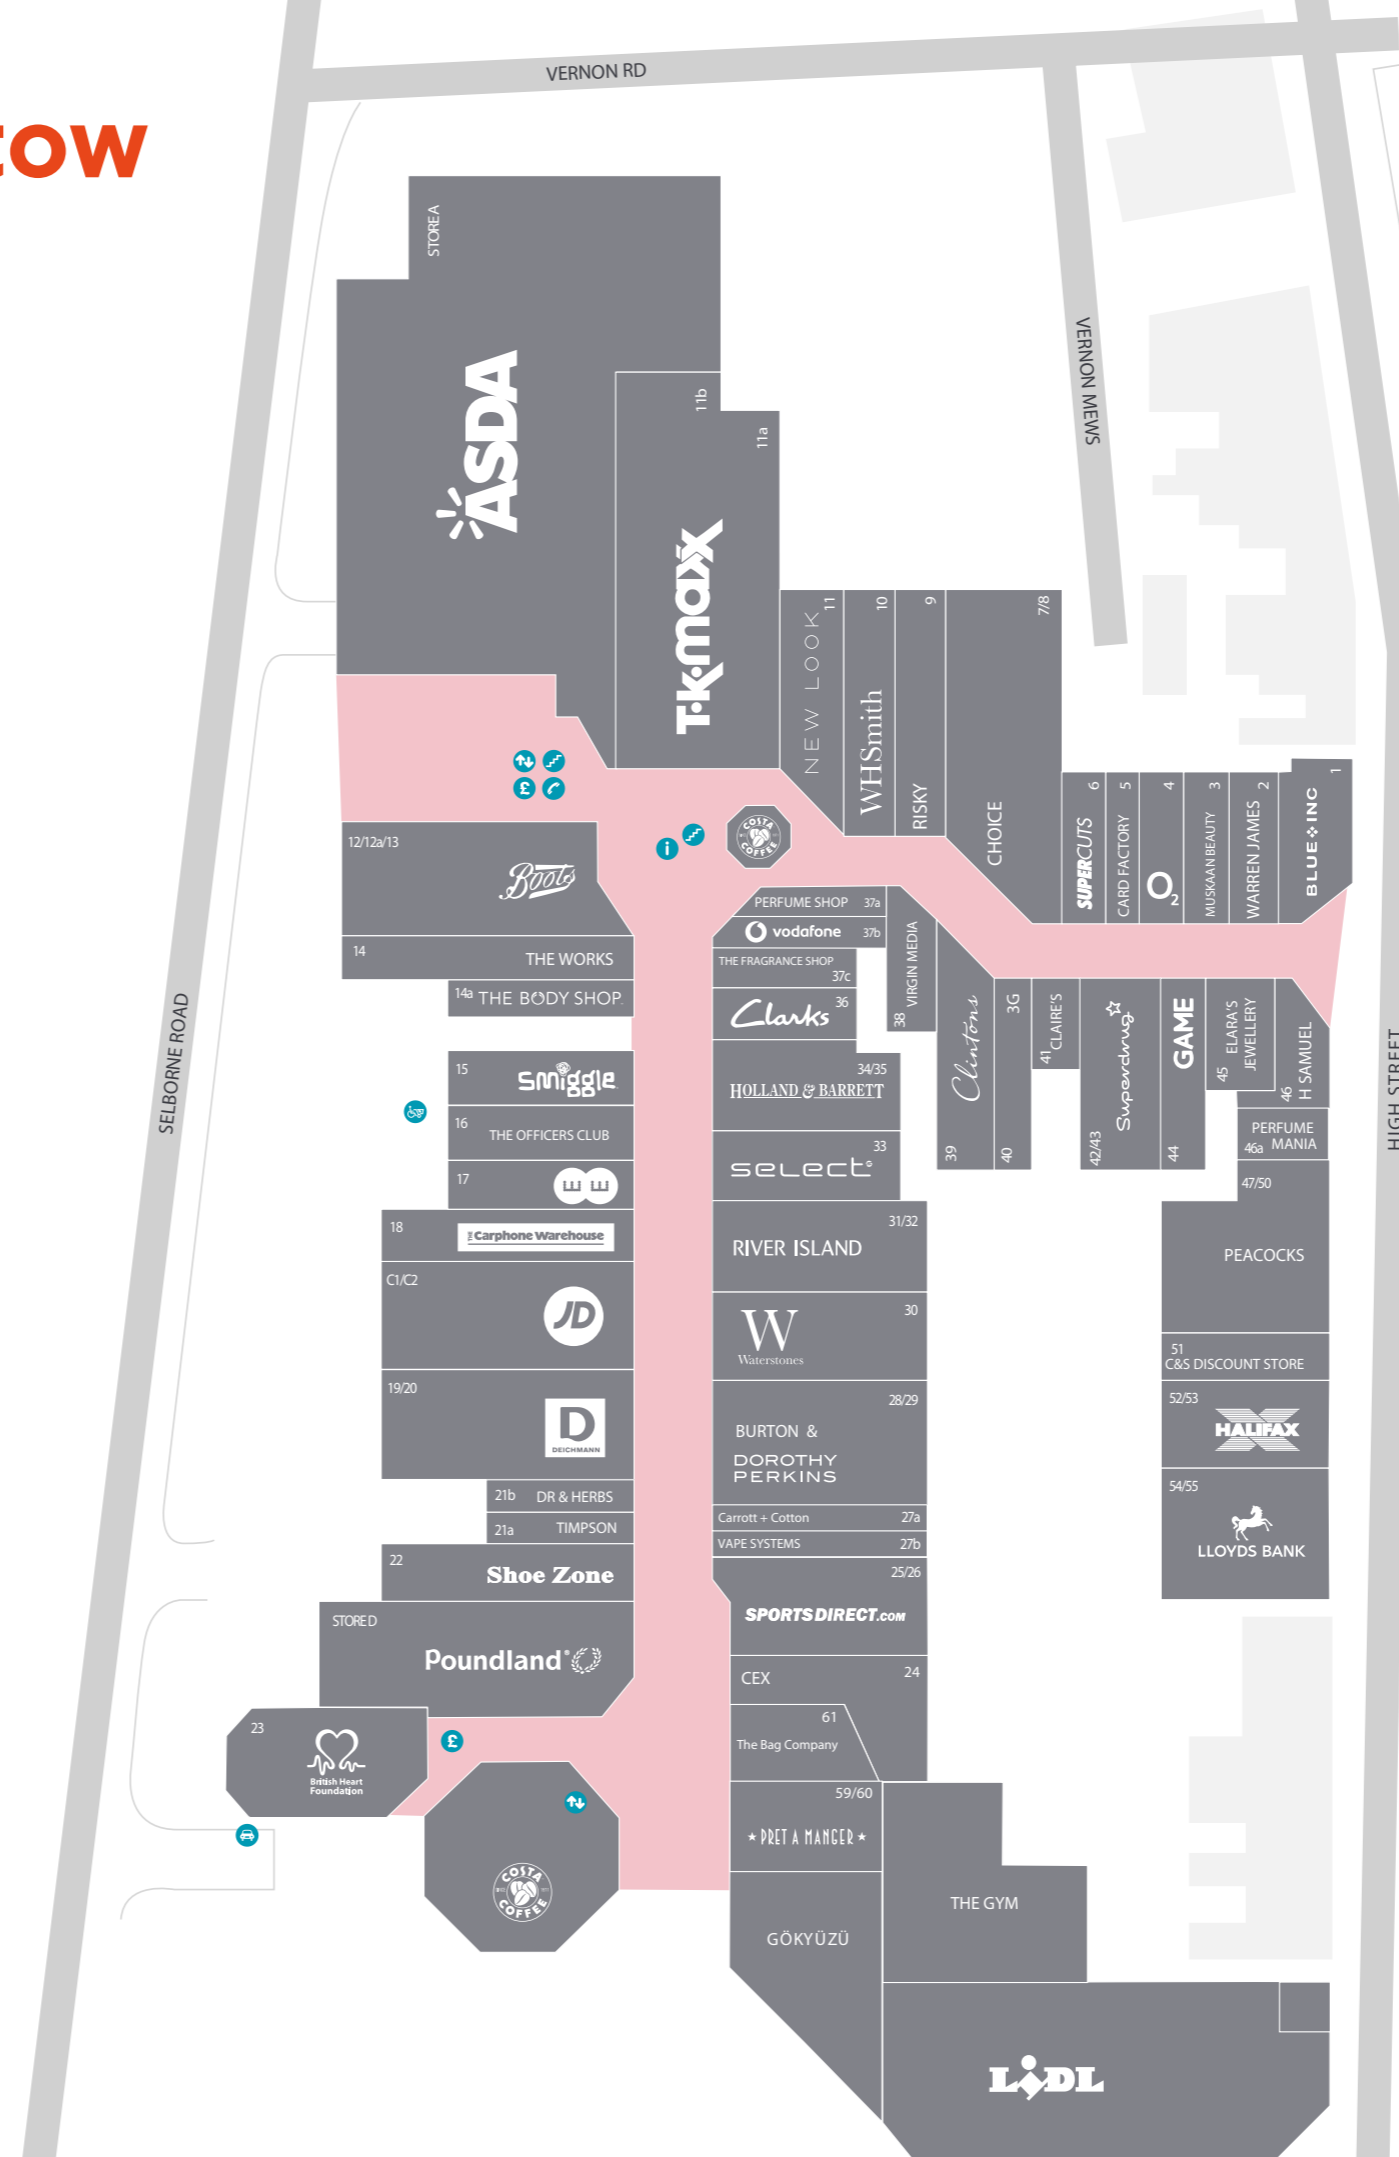 tow
VERNON RD
VERNON MEWS
SELBORNE ROAD
HIGH STREET
STORE A
ASDA
11b
11a
T·K·maxx
11
NEW LOOK
10
WHSmith
9
RISKY
7/8
CHOICE
6
SUPERCUTS
5
CARD FACTORY
4
O2
3
MUSKAAN BEAUTY
2
WARREN JAMES
1
BLUE INC
£
i
COSTA
COFFEE
12/12a/13
Boots
14
THE WORKS
14a THE BODY SHOP.
15
smiggle
16
THE OFFICERS CLUB
17
EE
18
THE Carphone Warehouse
C1/C2
JD
19/20
D
DEICHMANN
21b DR & HERBS
21a TIMPSON
22
Shoe Zone
STORE D
Poundland
23
British Heart
Foundation
£
COSTA
COFFEE
PERFUME SHOP 37a
vodafone 37b
THE FRAGRANCE SHOP
37c
Clarks 36
34/35
HOLLAND & BARRETT
33
select
31/32
RIVER ISLAND
30
W
Waterstones
28/29
BURTON &
DOROTHY
PERKINS
Carrott + Cotton 27a
VAPE SYSTEMS 27b
25/26
SPORTSDIRECT.COM
CEX 24
61
The Bag Company
59/60
PRET A MANGER
GÖKYÜZÜ
THE GYM
LIDL
38
VIRGIN MEDIA
39
Clintons
40
3G
41
CLAIRE'S
42/43
Superdrug
44
GAME
45
ELARA'S
JEWELLERY
46
H SAMUEL
PERFUME
46a MANIA
47/50
PEACOCKS
51
C&S DISCOUNT STORE
52/53
HALIFAX
54/55
LLOYDS BANK